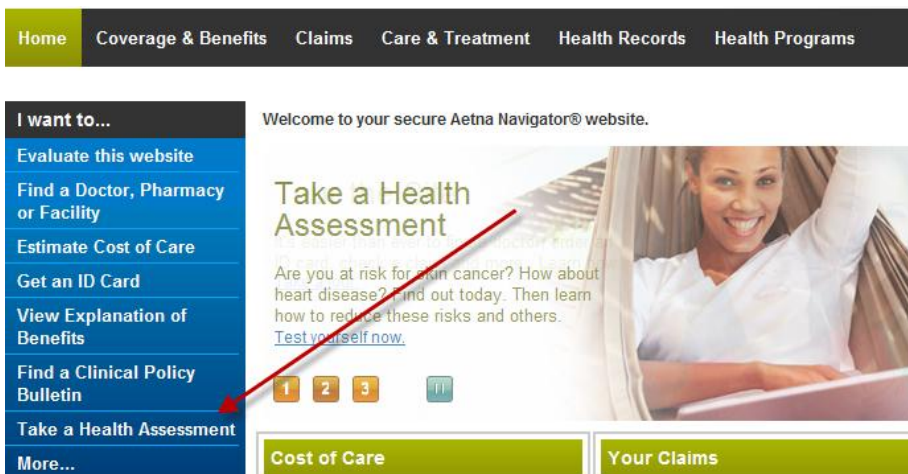 Home Coverage & Benefits Claims Care & Treatment Health Records Health Programs
I want to...
Evaluate this website
Find a Doctor, Pharmacy
or Facility
Estimate Cost of Care
Get an ID Card
View Explanation of
Benefits
Find a Clinical Policy
Bulletin
Take a Health Assessment
More...
Welcome to your secure Aetna Navigator® website.
Take a Health
Assessment
Are you at risk for skin cancer? How about
heart disease? Find out today. Then learn
how to reduce these risks and others.
Test yourself now.
1 2 3
Cost of Care
Your Claims